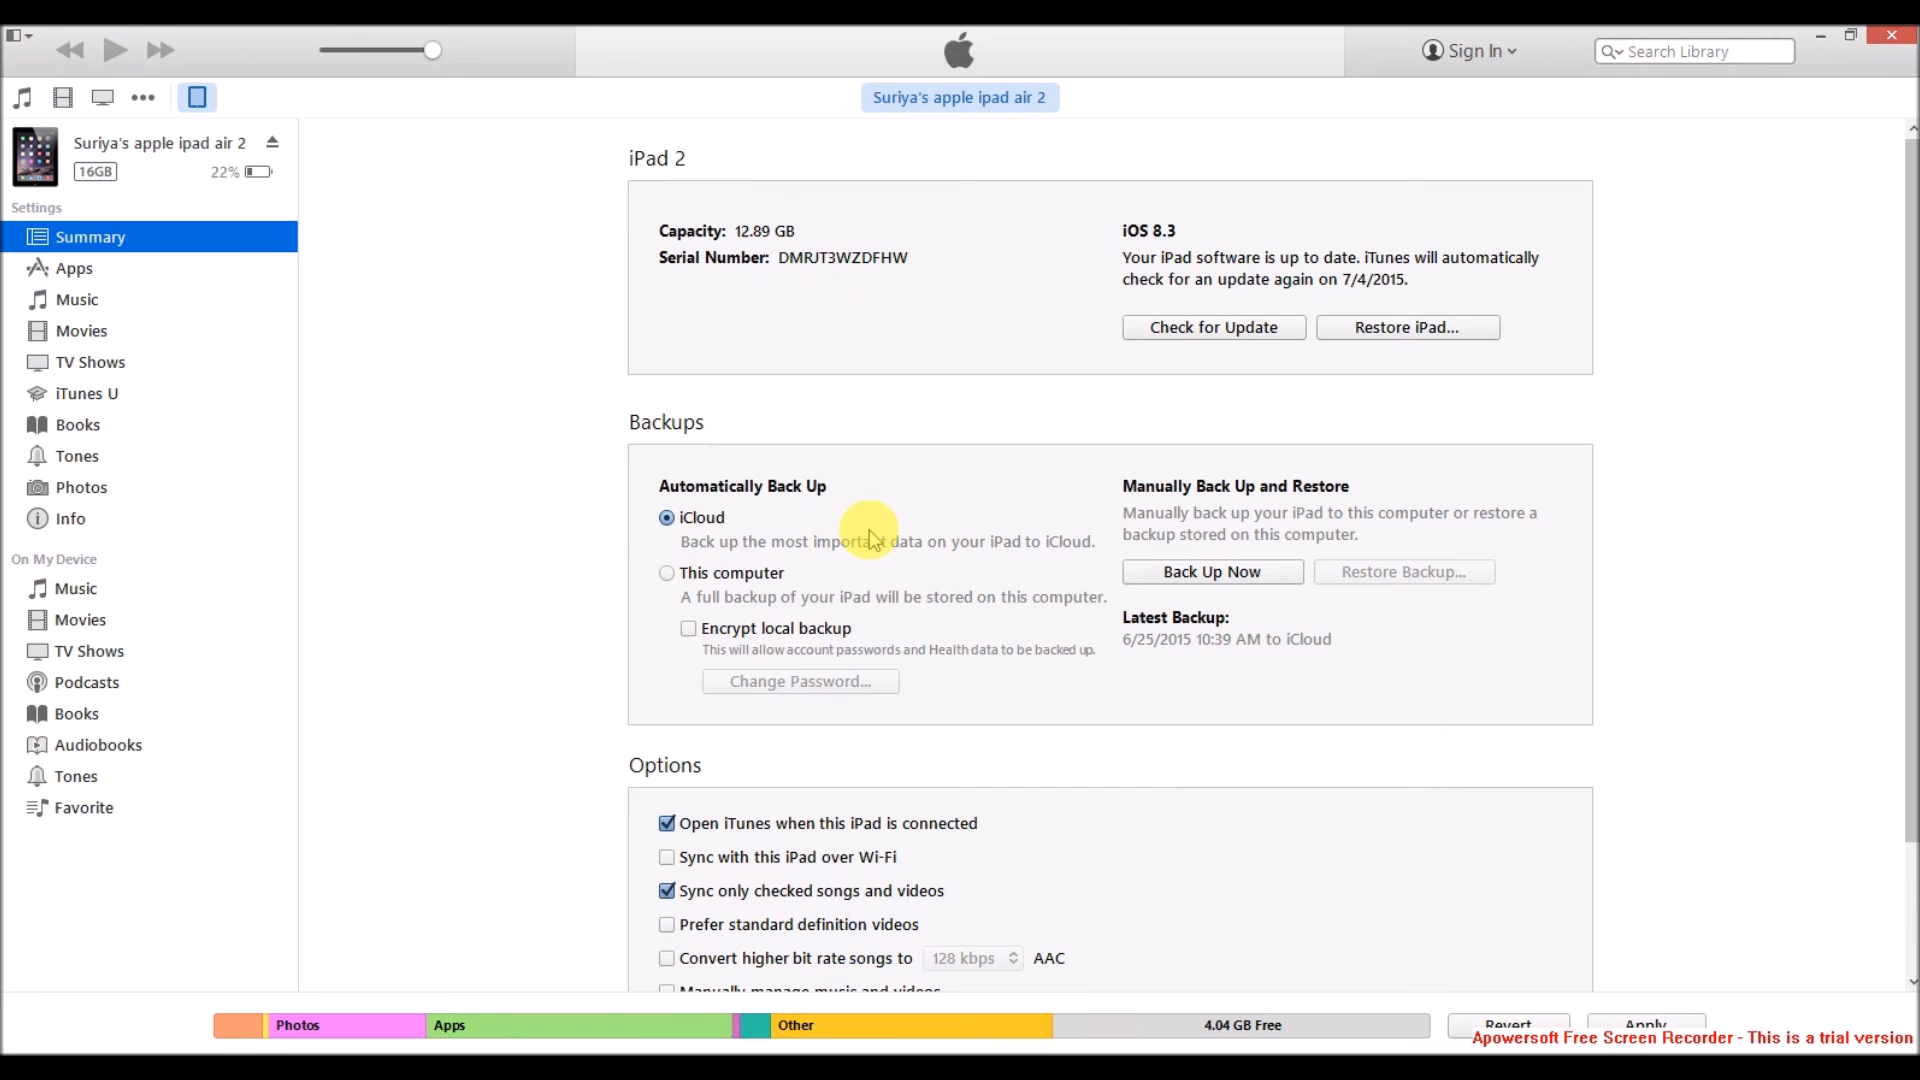 Sign In
Search Library
Suriya's apple ipad air 2
Suriya's apple ipad air 2
16GB
22%
Settings
Summary
Apps
Music
Movies
TV Shows
iTunes U
Books
Tones
Photos
Info
On My Device
Music
Movies
TV Shows
Podcasts
Books
Audiobooks
Tones
Favorite
iPad 2
Capacity: 12.89 GB
Serial Number: DMRJT3WZDFHW
iOS 8.3
Your iPad software is up to date. iTunes will automatically
check for an update again on 7/4/2015.
Check for Update
Restore iPad...
Backups
Automatically Back Up
iCloud
Back up the most important data on your iPad to iCloud.
This computer
A full backup of your iPad will be stored on this computer.
Encrypt local backup
This will allow account passwords and Health data to be backed up.
Change Password...
Manually Back Up and Restore
Manually back up your iPad to this computer or restore a
backup stored on this computer.
Back Up Now
Restore Backup...
Latest Backup:
6/25/2015 10:39 AM to iCloud
Options
Open iTunes when this iPad is connected
Sync with this iPad over Wi-Fi
Sync only checked songs and videos
Prefer standard definition videos
Convert higher bit rate songs to 128 kbps AAC
Manually manage music and videos
Photos
Apps
Other
4.04 GB Free
Revert
Apply
Apowersoft Free Screen Recorder - This is a trial version